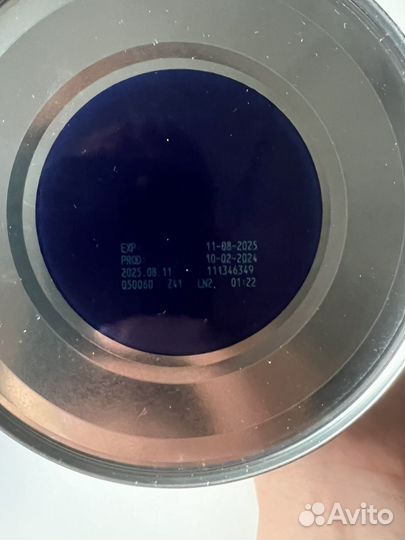 EXP: 11-08-2025
PROD: 10-02-2024
2025.08.11 111346349
Q50060 Z41 LN2. 01:22
Avito